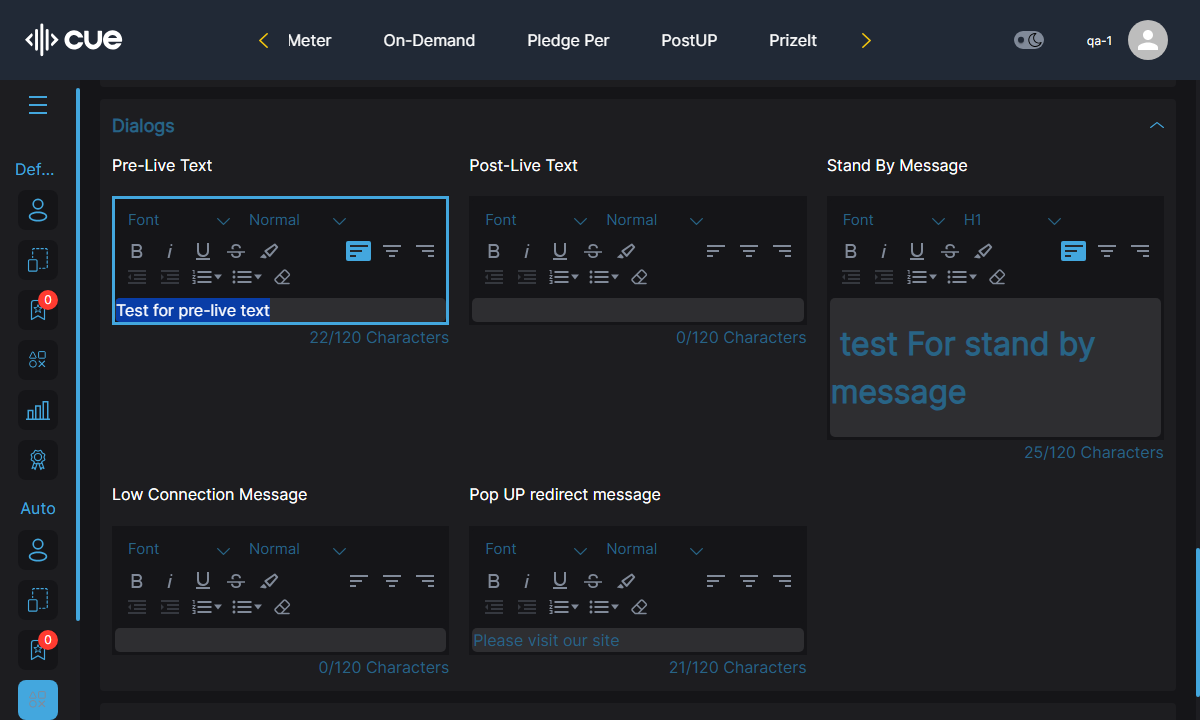 cue
Meter
On-Demand
Pledge Per
PostUP
PrizeIt
qa-1
Def...
0
Auto
0
Dialogs
Pre-Live Text
Post-Live Text
Stand By Message
Font Normal
Font Normal
Font H1
B i U S
B i U S
B i U S
Test for pre-live text
22/120 Characters
0/120 Characters
test For stand by
message
25/120 Characters
Low Connection Message
Pop UP redirect message
Font Normal
Font Normal
B i U S
B i U S
Please visit our site
0/120 Characters
21/120 Characters